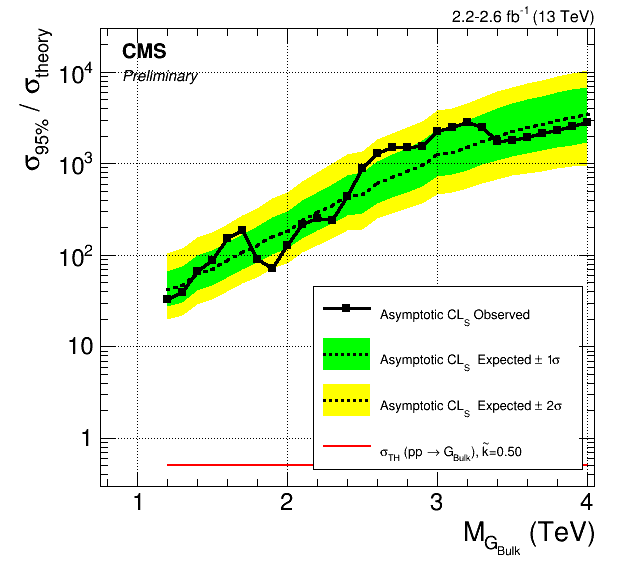 2.2-2.6 fb⁻¹ (13 TeV)
CMS
Preliminary
σ95% / σtheory
10⁴
10³
10²
10
1
Asymptotic CLS Observed
Asymptotic CLS Expected ± 1σ
Asymptotic CLS Expected ± 2σ
σTH (pp → GBulk), k̃=0.50
1 2 3 4
MGBulk (TeV)